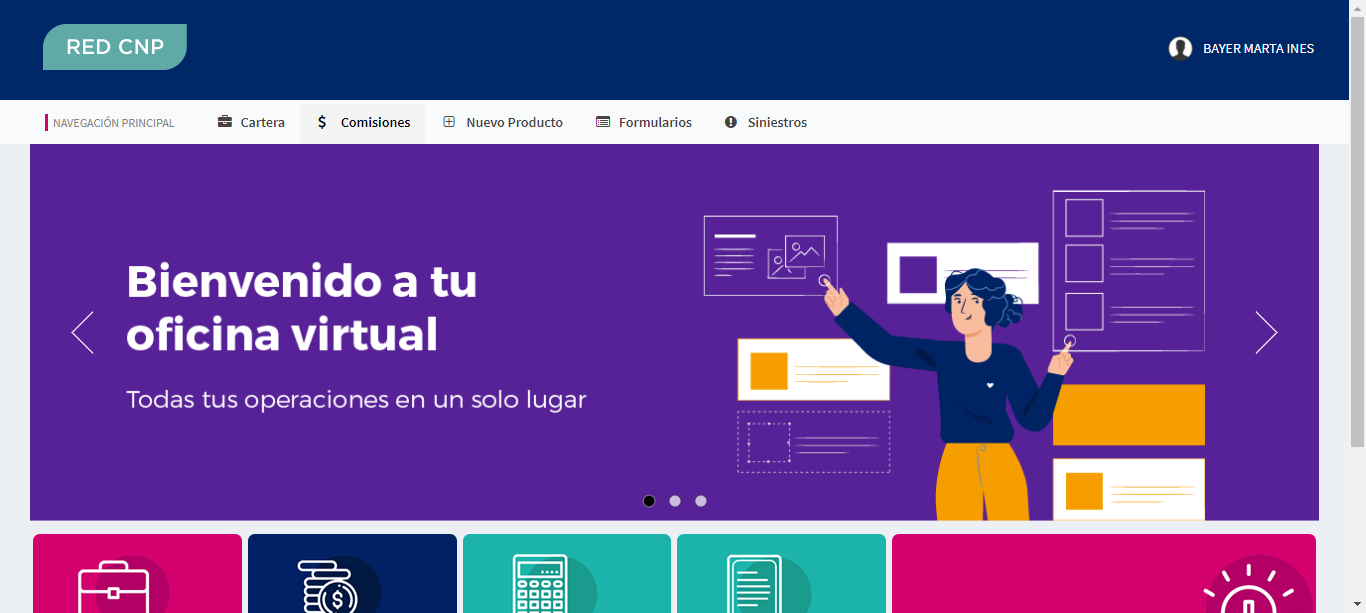 RED CNP
BAYER MARTA INES
NAVEGACIÓN PRINCIPAL
Cartera
Comisiones
Nuevo Producto
Formularios
Siniestros
Bienvenido a tu
oficina virtual
Todas tus operaciones en un solo lugar